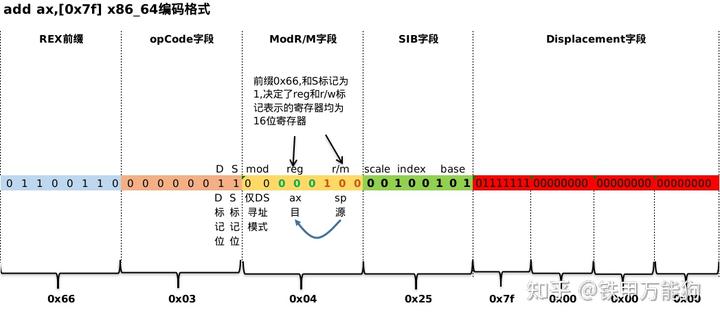 add ax,[0x7f] x86_64编码格式
REX前缀 opCode字段 ModR/M字段 SIB字段 Displacement字段
前缀0x66,和S标记为
1,决定了reg和r/w标
记表示的寄存器均为
16位寄存器
D S mod reg r/m scale index base
0 1 1 0 0 1 1 0 0 0 0 0 0 0 1 1 0 0 0 0 0 1 0 0 0 0 1 0 0 1 0 1 01111111 00000000 00000000 00000000
D S 仅DS ax sp
标 标 寻址 目 源
记 记 模式
位 位
0x66 0x03 0x04 0x25 0x7f 0x00 0x00 0x00
知乎 @铁甲万能狗